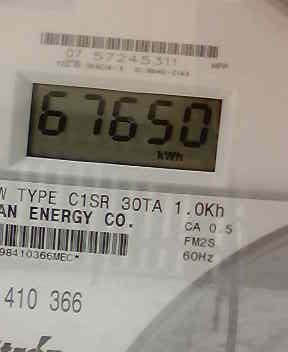 07 57245311
67650
kWh
W TYPE C1SR 30TA 1.0Kh
AN ENERGY CO.
CA 0.5
FM2S
60Hz
98410366MEC*
410 366